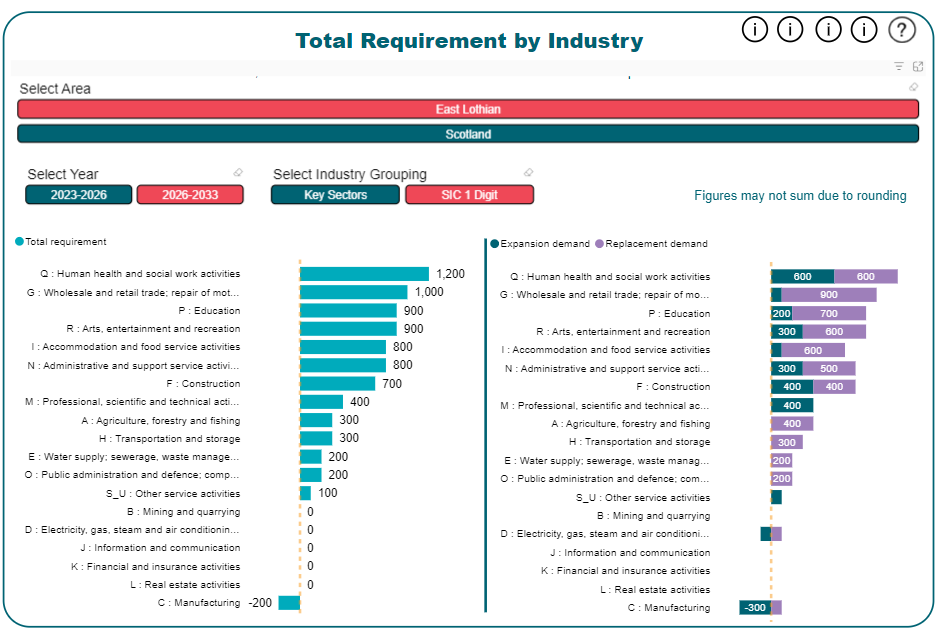 Total Requirement by Industry
i i i i ?
Select Area
East Lothian
Scotland
Select Year
2023-2026 2026-2033
Select Industry Grouping
Key Sectors SIC 1 Digit
Figures may not sum due to rounding
Total requirement
Q : Human health and social work activities 1,200
G : Wholesale and retail trade; repair of mot... 1,000
P : Education 900
R : Arts, entertainment and recreation 900
I : Accommodation and food service activities 800
N : Administrative and support service activi... 800
F : Construction 700
M : Professional, scientific and technical acti... 400
A : Agriculture, forestry and fishing 300
H : Transportation and storage 300
E : Water supply; sewerage, waste manage... 200
O : Public administration and defence; comp... 200
S_U : Other service activities 100
B : Mining and quarrying 0
D : Electricity, gas, steam and air conditionin... 0
J : Information and communication 0
K : Financial and insurance activities 0
L : Real estate activities 0
C : Manufacturing -200
Expansion demand Replacement demand
Q : Human health and social work activities 600 600
G : Wholesale and retail trade; repair of mo... 900
P : Education 200 700
R : Arts, entertainment and recreation 300 600
I : Accommodation and food service activities 600
N : Administrative and support service acti... 300 500
F : Construction 400 400
M : Professional, scientific and technical ac... 400
A : Agriculture, forestry and fishing 400
H : Transportation and storage 300
E : Water supply; sewerage, waste manag... 200
O : Public administration and defence; com... 200
S_U : Other service activities
B : Mining and quarrying
D : Electricity, gas, steam and air conditioni...
J : Information and communication
K : Financial and insurance activities
L : Real estate activities
C : Manufacturing -300